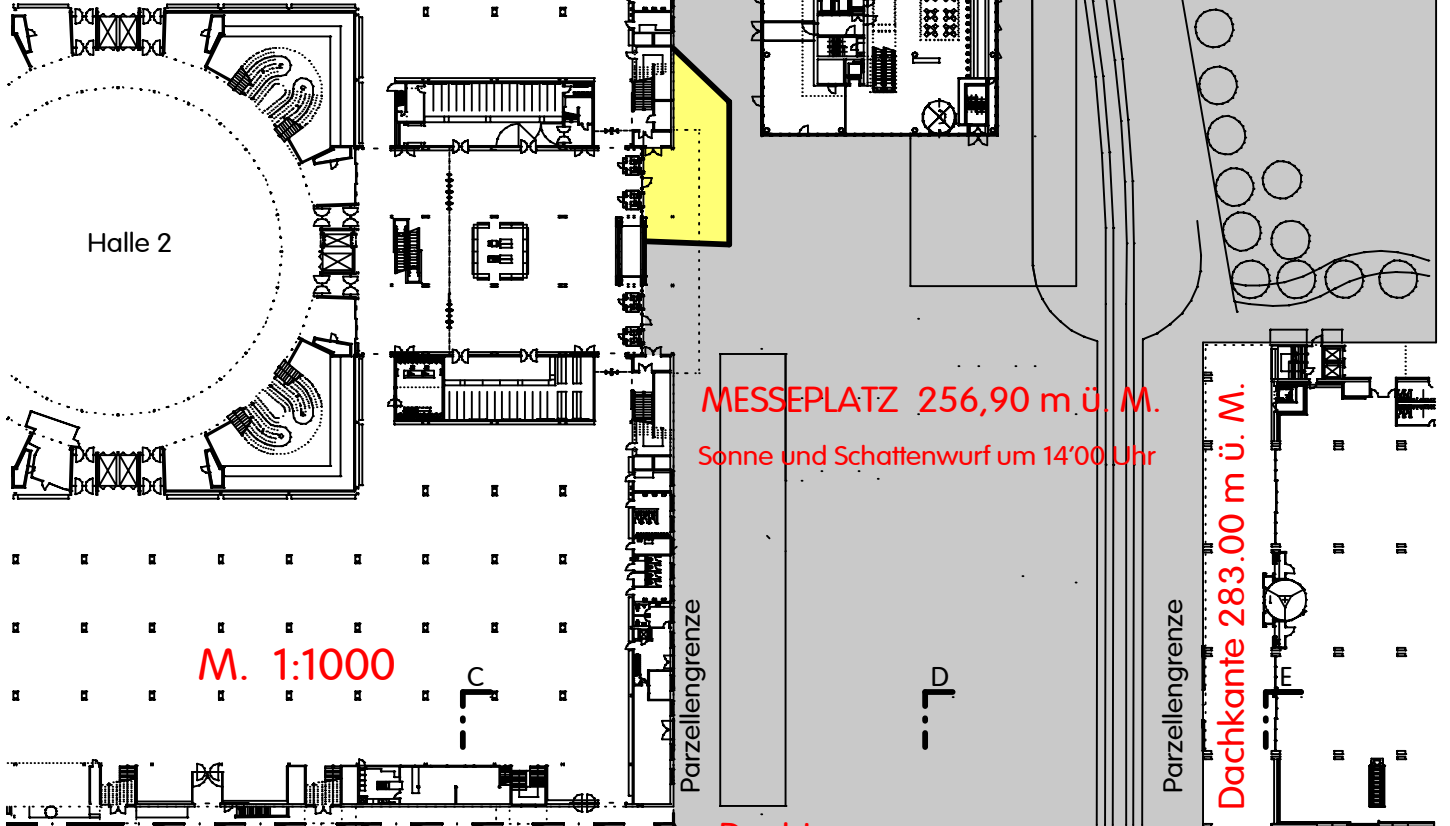 Halle 2
MESSEPLATZ 256,90 m ü. M.
Sonne und Schattenwurf um 14'00 Uhr
M. 1:1000
C
D
E
Parzellengrenze
Parzellengrenze
Dachkante 283.00 m ü. M.